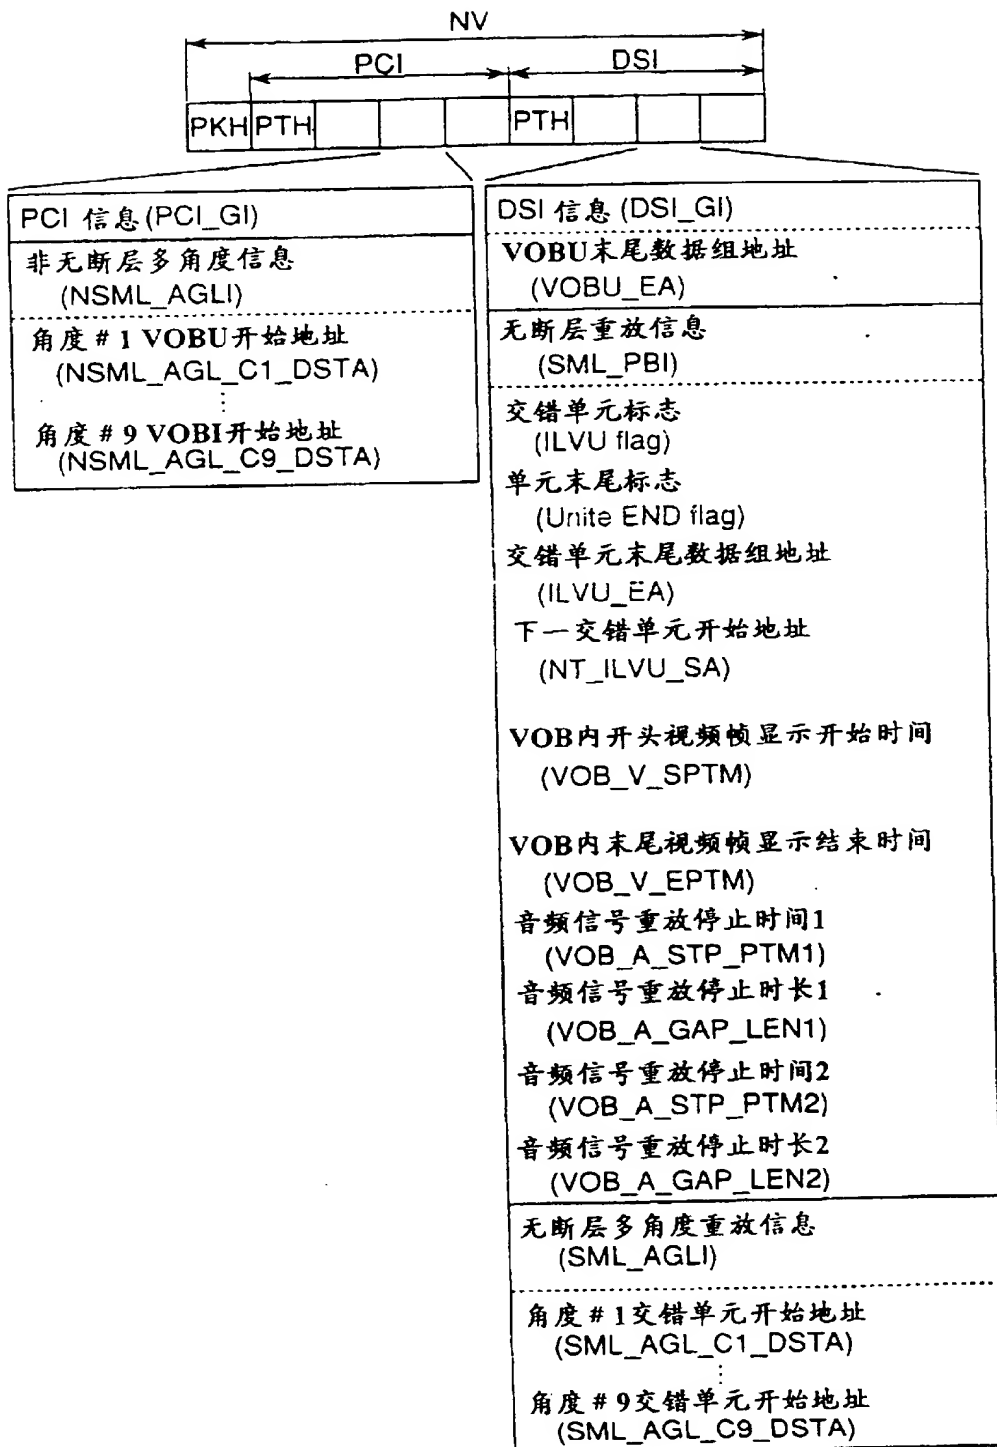 NV
PCI
DSI
PKH PTH PTH
PCI 信息(PCI_GI)
非无断层多角度信息
(NSML_AGLI)
角度#1 VOBU开始地址
(NSML_AGL_C1_DSTA)
角度#9 VOBI开始地址
(NSML_AGL_C9_DSTA)
DSI 信息(DSI_GI)
VOBU末尾数据组地址
(VOBU_EA)
无断层重放信息
(SML_PBI)
交错单元标志
(ILVU flag)
单元末尾标志
(Unite END flag)
交错单元末尾数据组地址
(ILVU_EA)
下一交错单元开始地址
(NT_ILVU_SA)
VOB内开头视频帧显示开始时间
(VOB_V_SPTM)
VOB内末尾视频帧显示结束时间
(VOB_V_EPTM)
音频信号重放停止时间1
(VOB_A_STP_PTM1)
音频信号重放停止时长1
(VOB_A_GAP_LEN1)
音频信号重放停止时间2
(VOB_A_STP_PTM2)
音频信号重放停止时长2
(VOB_A_GAP_LEN2)
无断层多角度重放信息
(SML_AGLI)
角度#1交错单元开始地址
(SML_AGL_C1_DSTA)
角度#9交错单元开始地址
(SML_AGL_C9_DSTA)